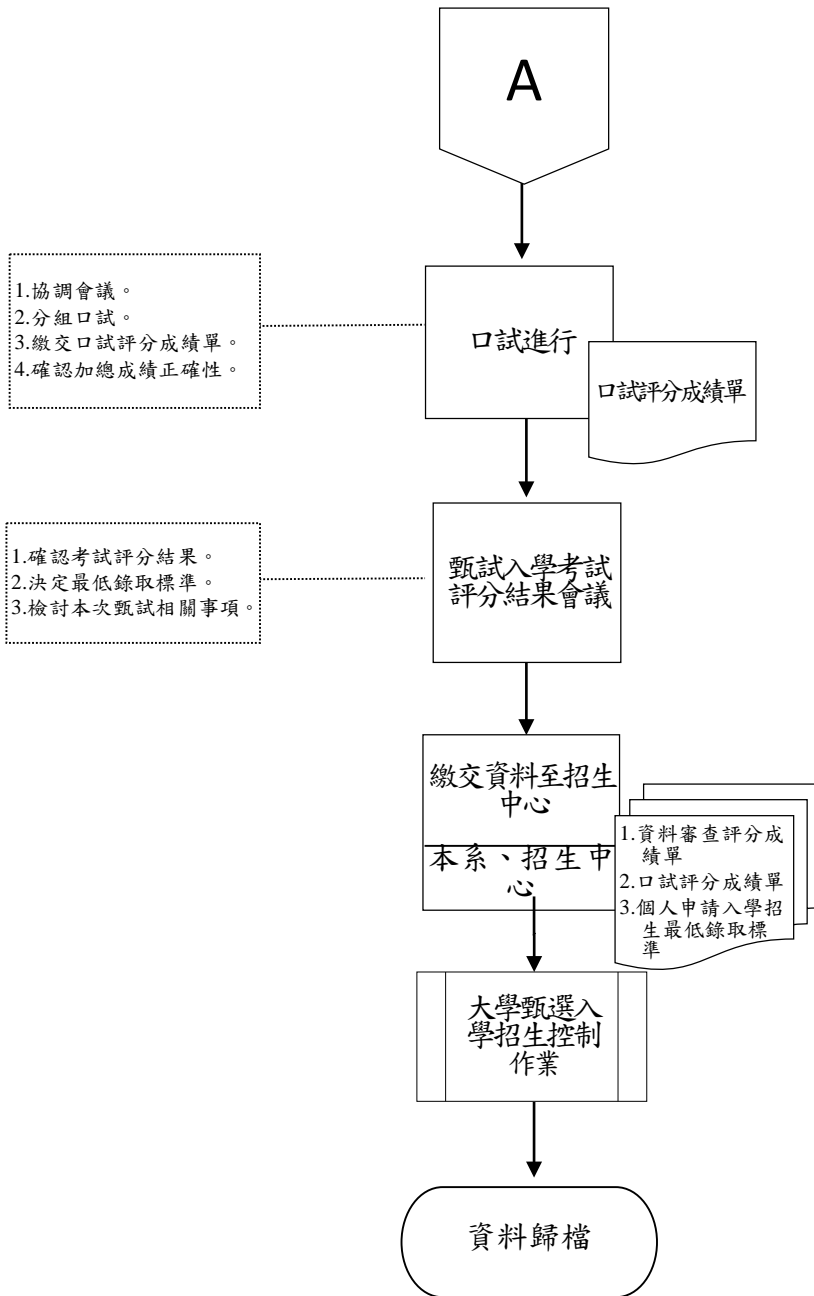 A
1.協調會議。
2.分組口試。
3.繳交口試評分成績單。
4.確認加總成績正確性。
口試進行
口試評分成績單
1.確認考試評分結果。
2.決定最低錄取標準。
3.檢討本次甄試相關事項。
甄試入學考試
評分結果會議
繳交資料至招生
中心
本系、招生中
心
1.資料審查評分成
績單
2.口試評分成績單
3.個人申請入學招
生最低錄取標
準
大學甄選入
學招生控制
作業
資料歸檔